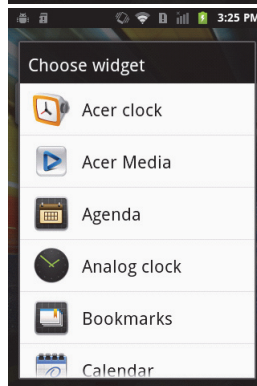 3:25 PM
Choose widget
Acer clock
Acer Media
Agenda
Analog clock
Bookmarks
Calendar